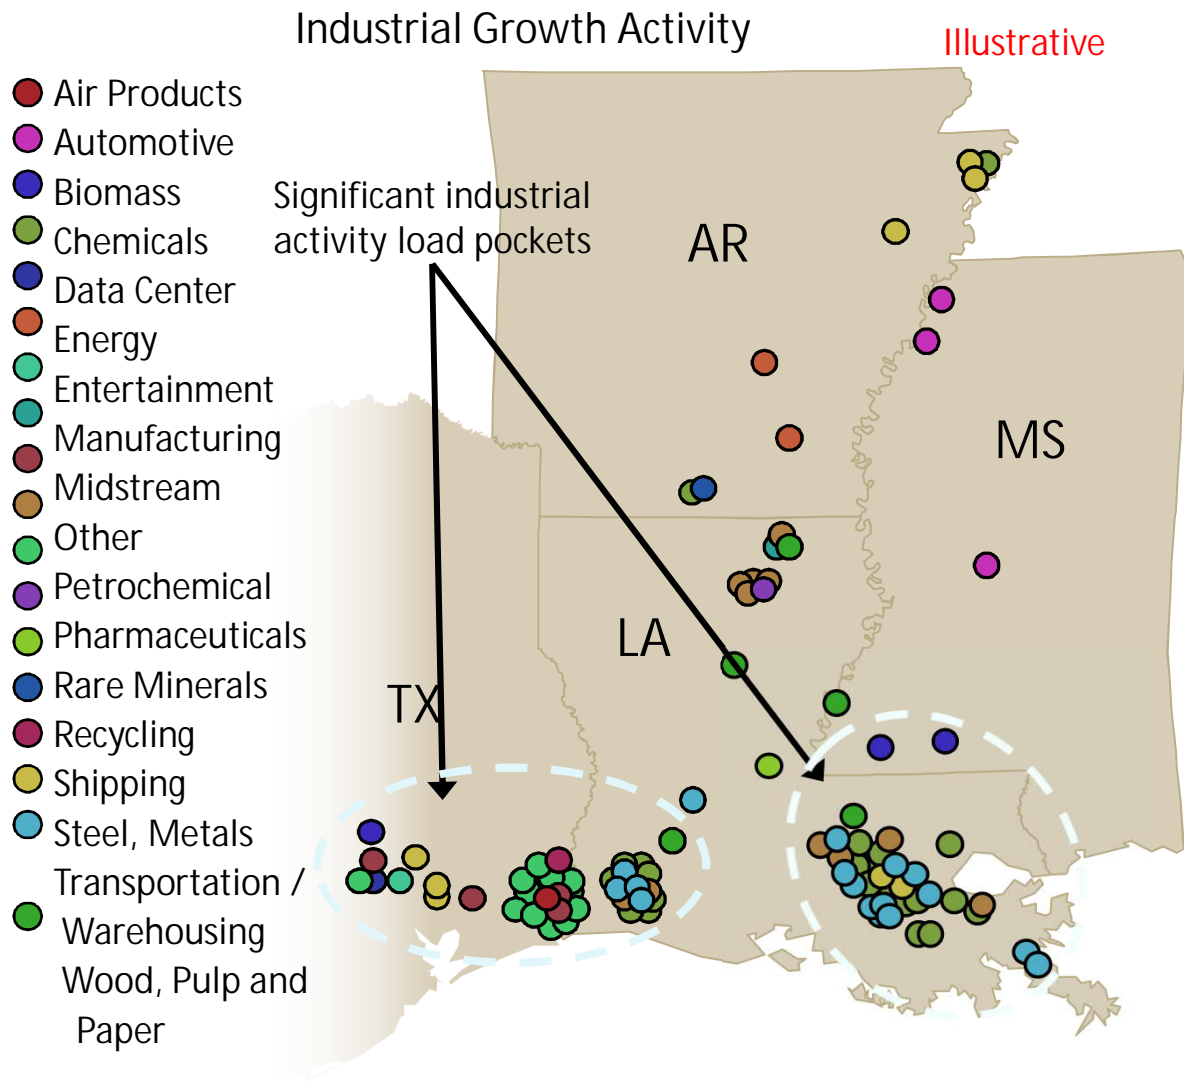 Industrial Growth Activity
Illustrative
Air Products
Automotive
Biomass
Chemicals
Data Center
Energy
Entertainment
Manufacturing
Midstream
Other
Petrochemical
Pharmaceuticals
Rare Minerals
Recycling
Shipping
Steel, Metals
Transportation /
Warehousing
Wood, Pulp and
Paper
Significant industrial
activity load pockets
AR
MS
LA
TX